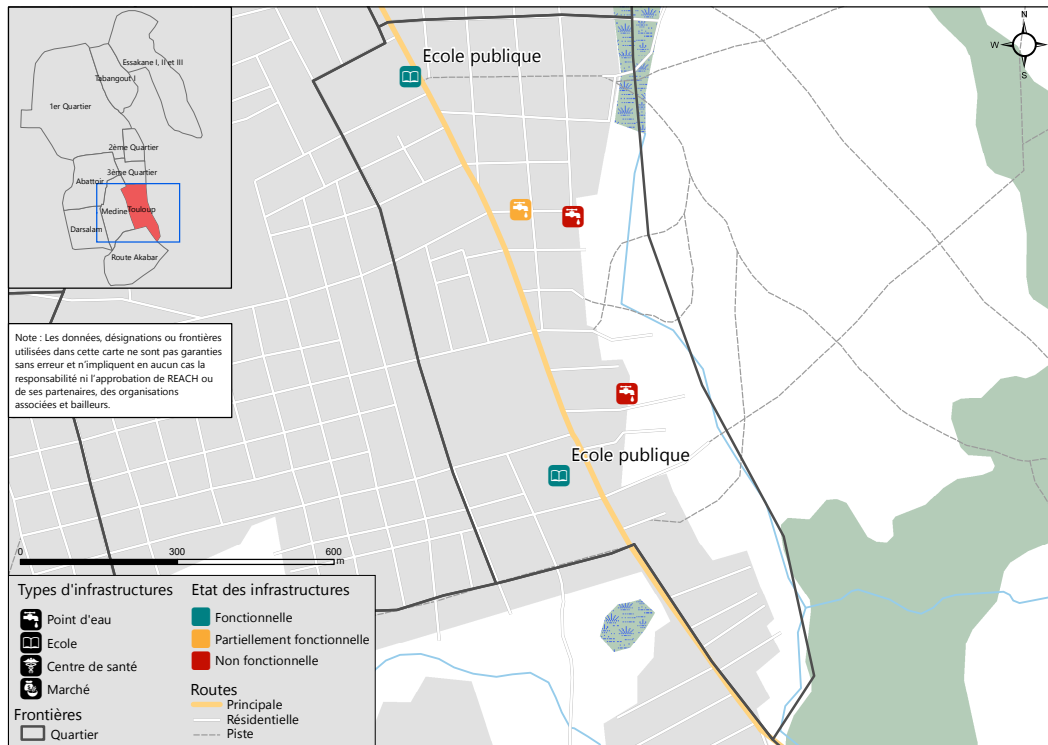 Essakane I, II et III
Tabangout I
1er Quartier
2ème Quartier
3ème Quartier
Abattoir
Medine
Touloup
Darsalam
Route Akabar
N
W
S
Ecole publique
Note : Les données, désignations ou frontières
utilisées dans cette carte ne sont pas garanties
sans erreur et n'impliquent en aucun cas la
responsabilité ni l'approbation de REACH ou
de ses partenaires, des organisations
associées et bailleurs.
Ecole publique
0 300 600
m
Types d'infrastructures
Point d'eau
Ecole
Centre de santé
Marché
Frontières
Quartier
Etat des infrastructures
Fonctionnelle
Partiellement fonctionnelle
Non fonctionnelle
Routes
Principale
Résidentielle
Piste